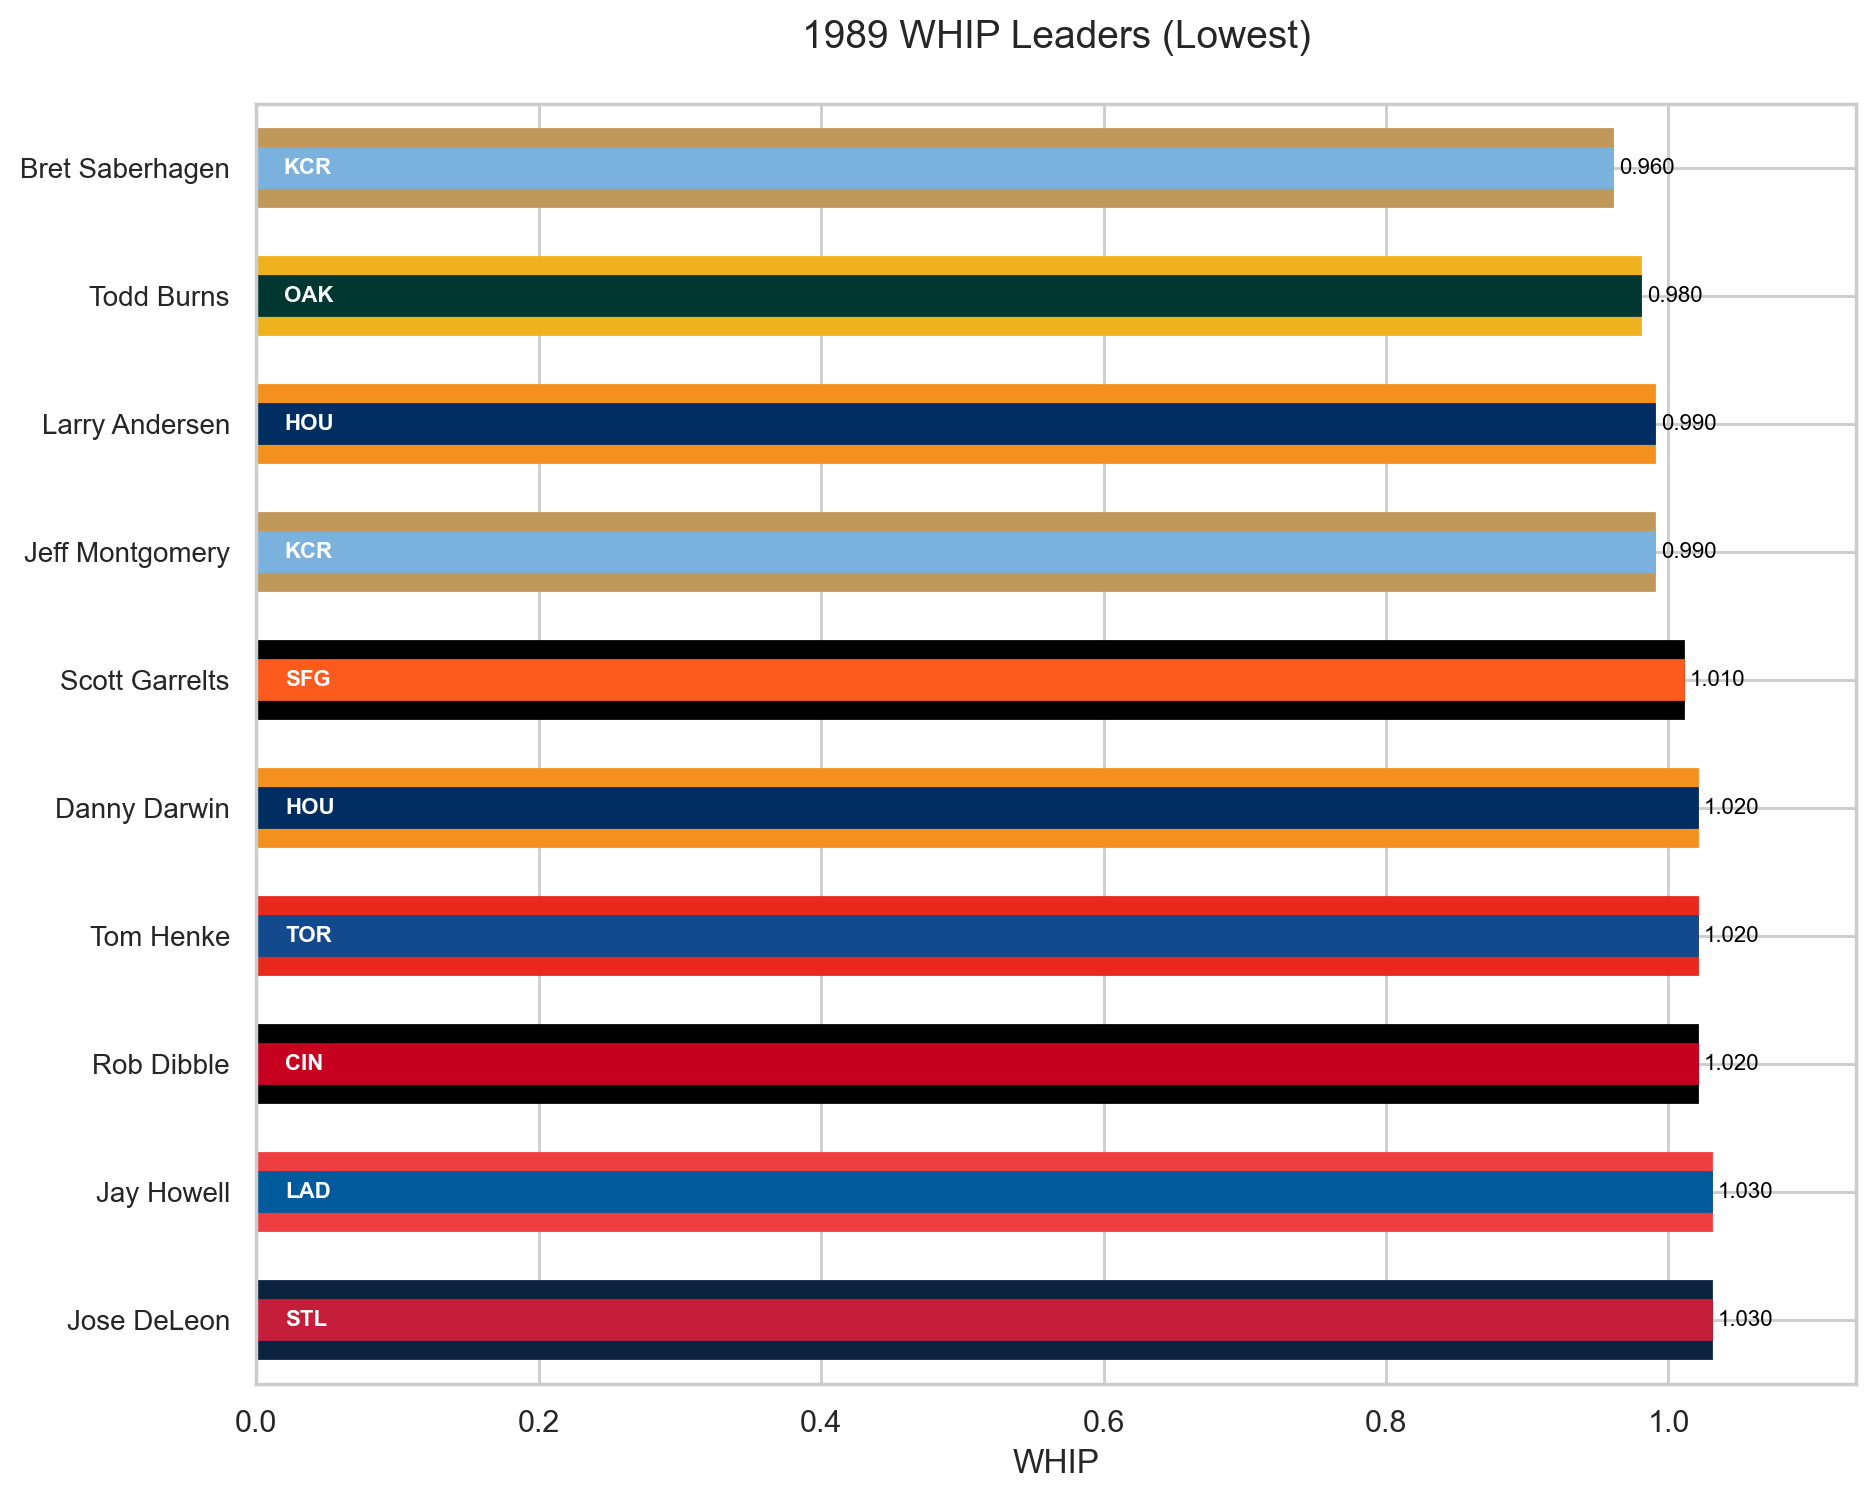 1989 WHIP Leaders (Lowest)
Bret Saberhagen KCR 0.960
Todd Burns OAK 0.980
Larry Andersen HOU 0.990
Jeff Montgomery KCR 0.990
Scott Garrelts SFG 1.010
Danny Darwin HOU 1.020
Tom Henke TOR 1.020
Rob Dibble CIN 1.020
Jay Howell LAD 1.030
Jose DeLeon STL 1.030
0.0 0.2 0.4 0.6 0.8 1.0
WHIP